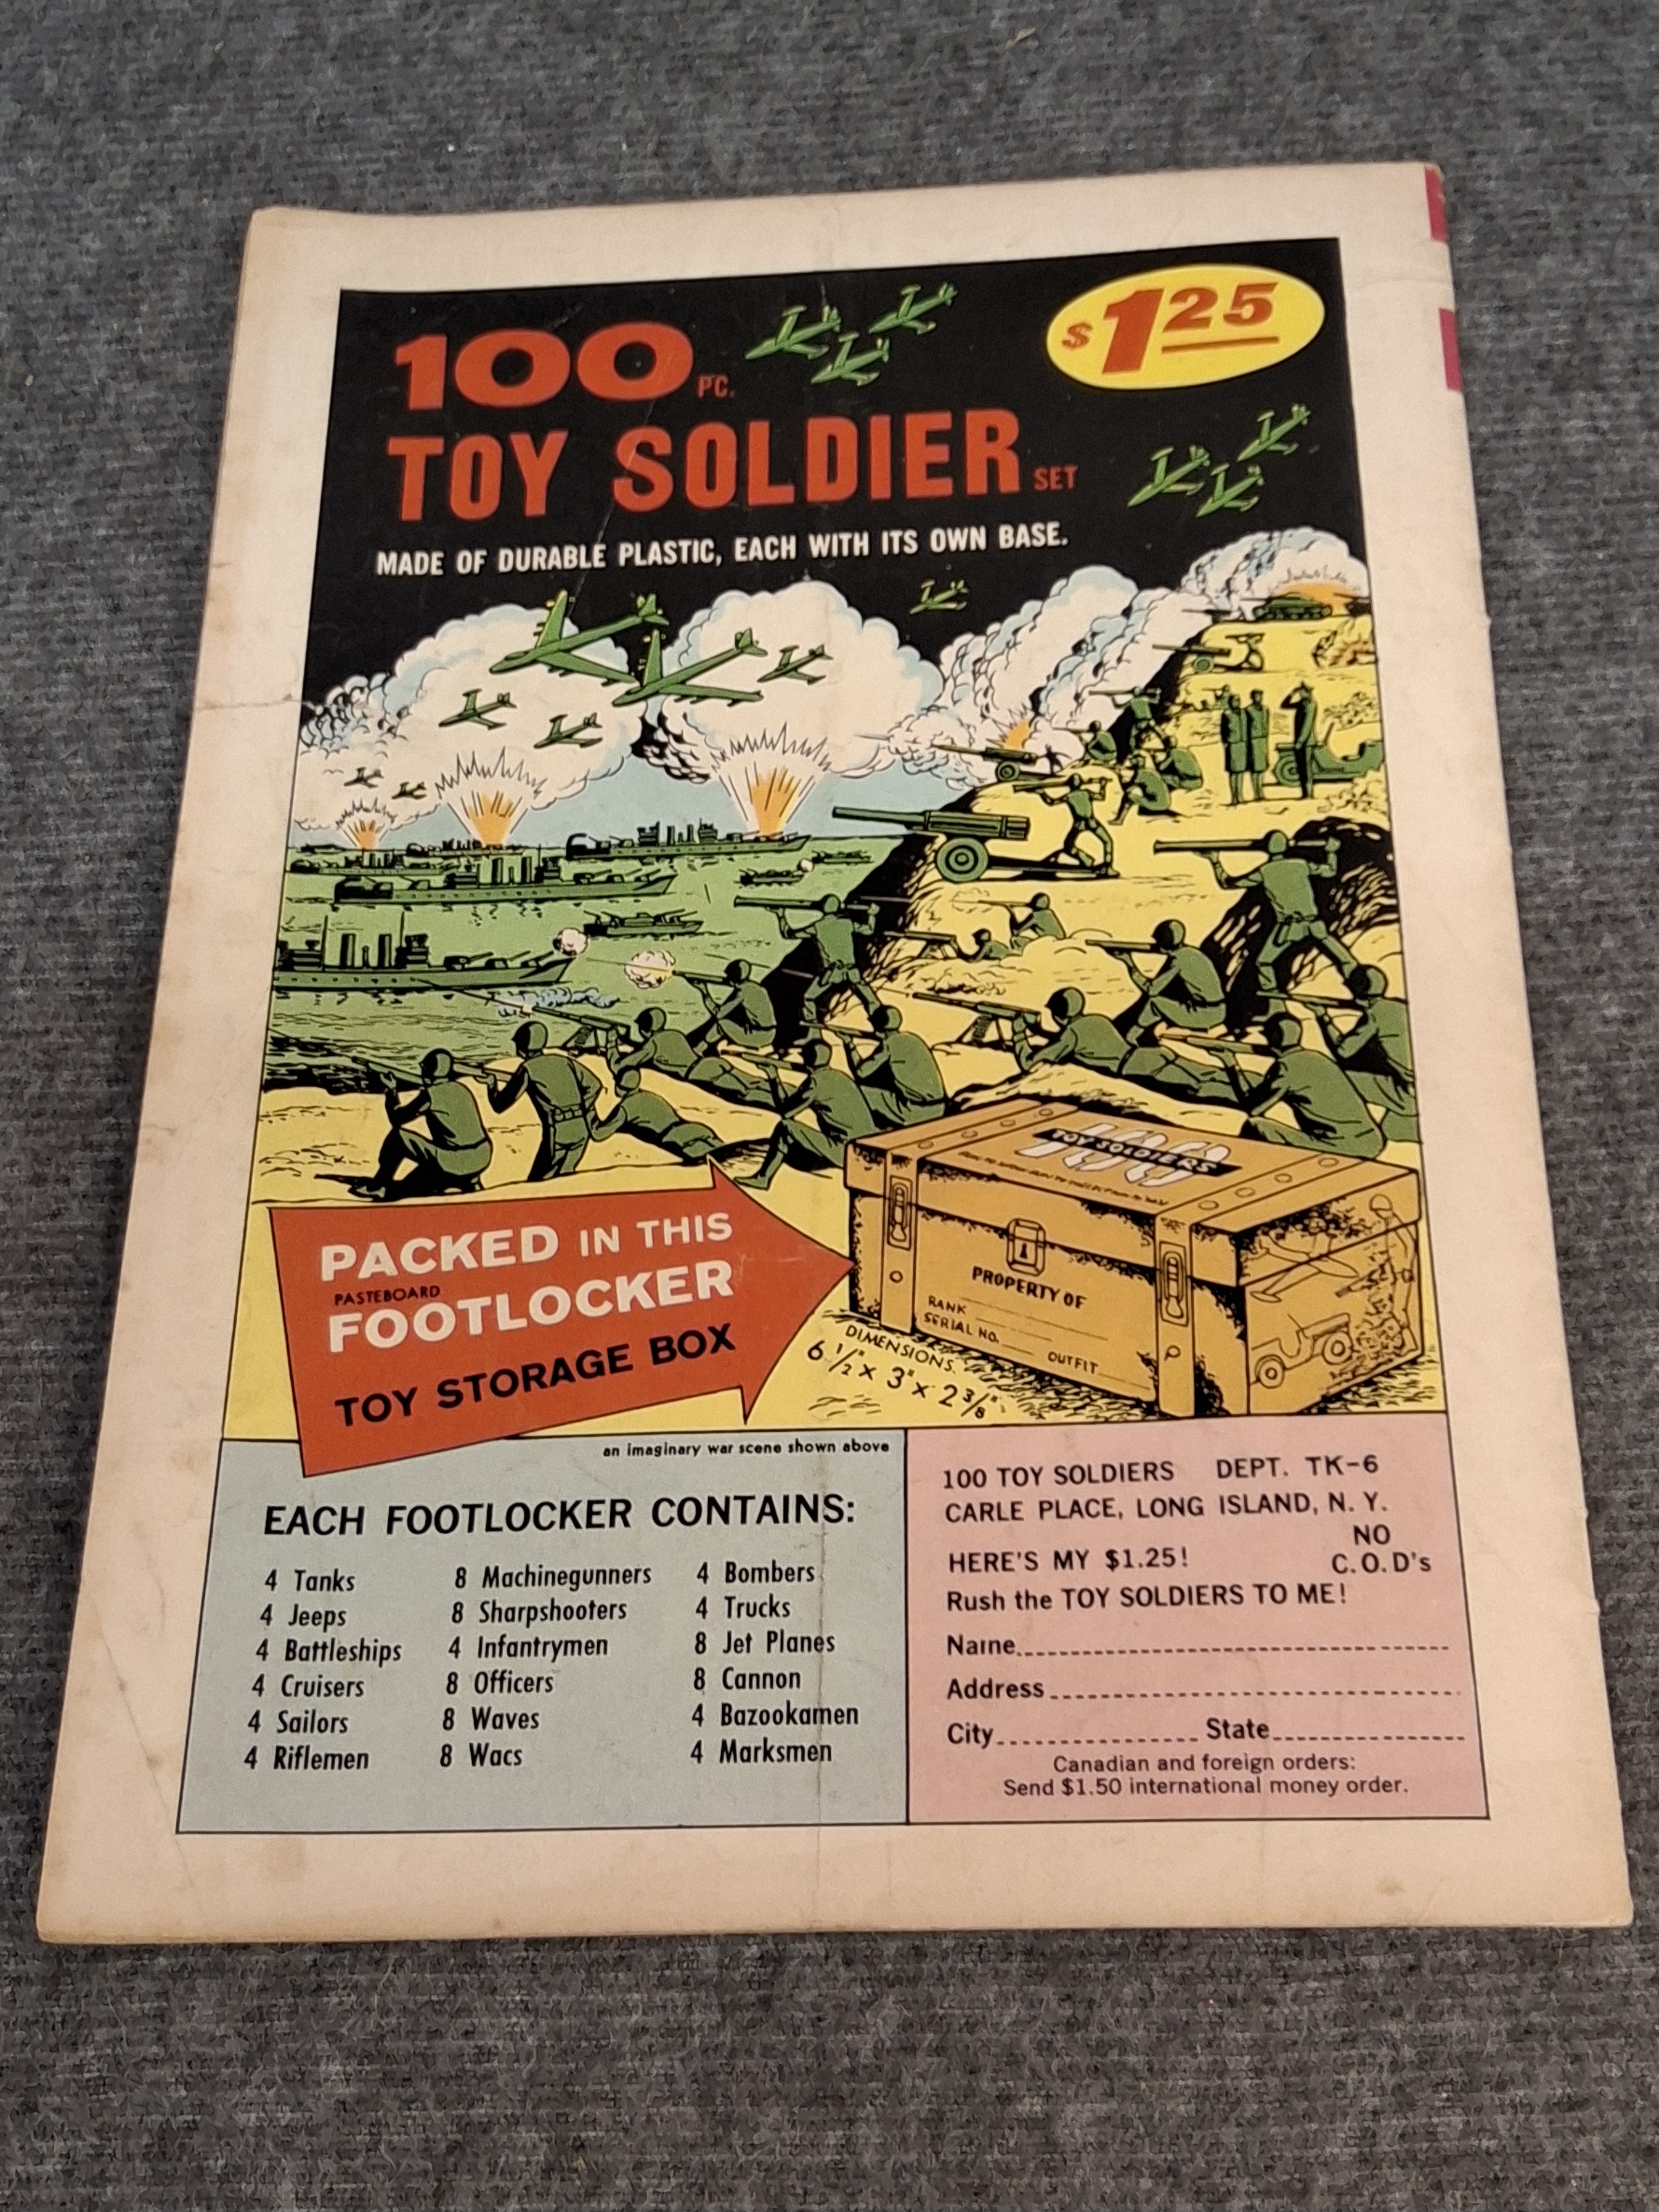 100 PC.
$1.25
TOY SOLDIER SET
MADE OF DURABLE PLASTIC, EACH WITH ITS OWN BASE.
100
TOY SOLDIERS
PACKED IN THIS
PASTEBOARD
FOOTLOCKER
TOY STORAGE BOX
PROPERTY OF
RANK
SERIAL NO.
OUTFIT
DIMENSIONS
6 1/2" x 3" x 2 3/8"
an imaginary war scene shown above
EACH FOOTLOCKER CONTAINS:
4 Tanks
4 Jeeps
4 Battleships
4 Cruisers
4 Sailors
4 Riflemen
8 Machinegunners
8 Sharpshooters
4 Infantrymen
8 Officers
8 Waves
8 Wacs
4 Bombers
4 Trucks
8 Jet Planes
8 Cannon
4 Bazookamen
4 Marksmen
100 TOY SOLDIERS DEPT. TK-6
CARLE PLACE, LONG ISLAND, N. Y.
NO
C.O.D's
HERE'S MY $1.25!
Rush the TOY SOLDIERS TO ME!
Name
Address
City State
Canadian and foreign orders:
Send $1.50 international money order.